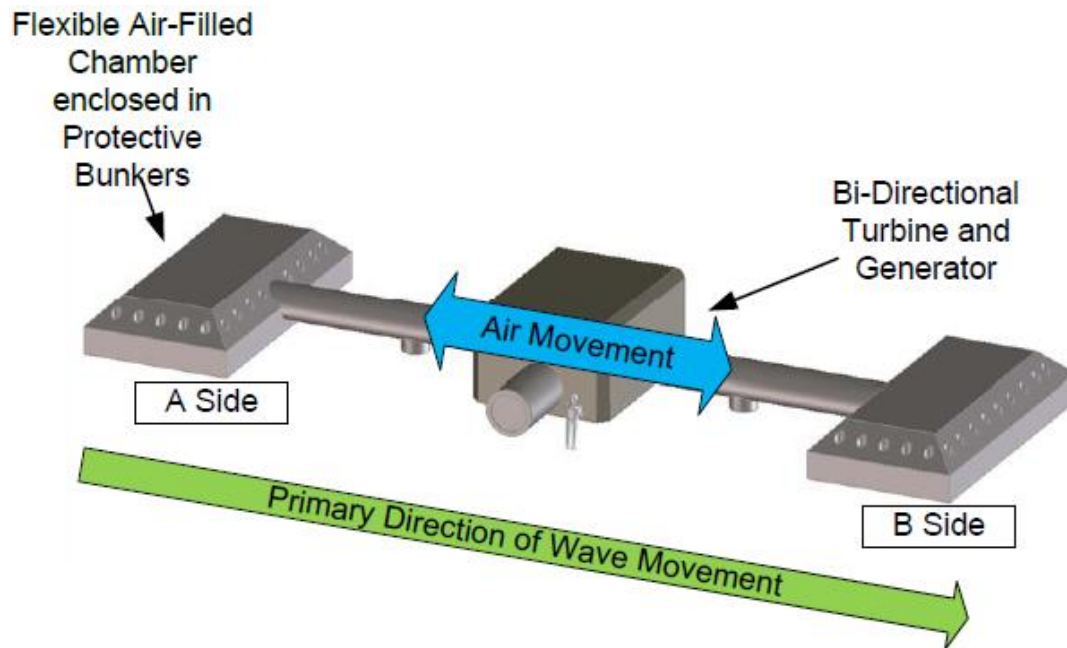 Flexible Air-Filled
Chamber
enclosed in
Protective
Bunkers
Bi-Directional
Turbine and
Generator
Air Movement
A Side
B Side
Primary Direction of Wave Movement